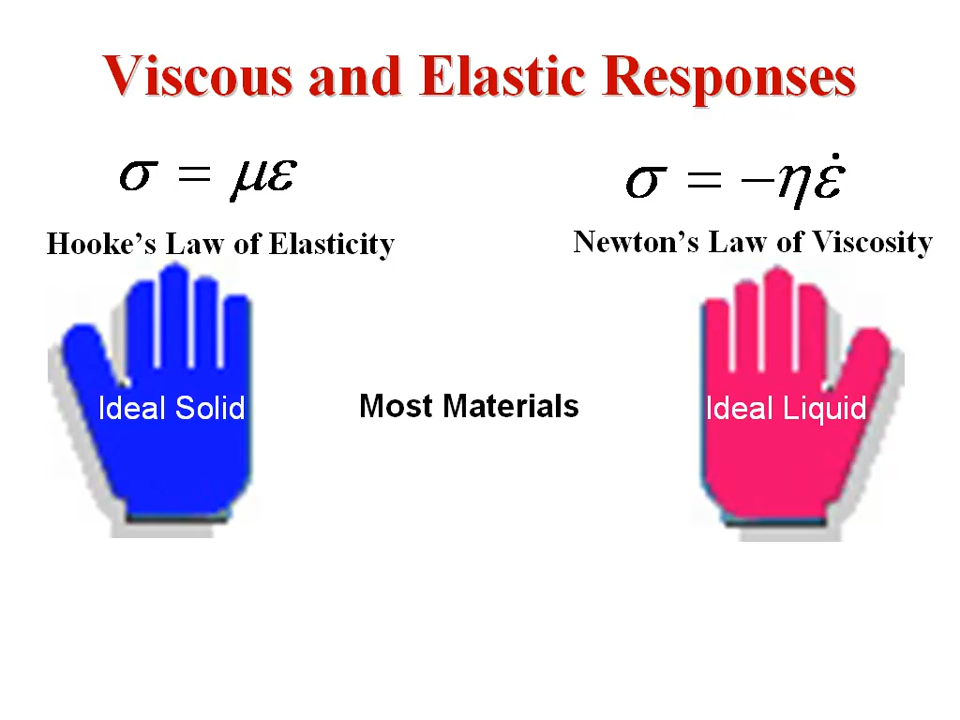 Viscous and Elastic Responses
σ = με
σ = −ηε̇
Hooke's Law of Elasticity
Newton's Law of Viscosity
Ideal Solid
Most Materials
Ideal Liquid